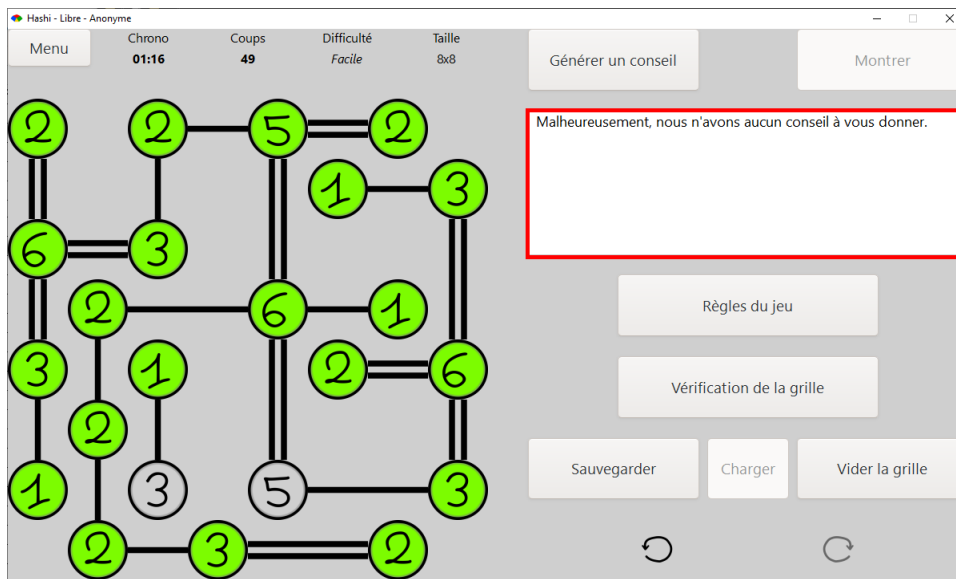 Hashi - Libre - Anonyme
Menu
Chrono Coups Difficulté Taille
01:16 49 Facile 8x8
Générer un conseil
Montrer
Malheureusement, nous n'avons aucun conseil à vous donner.
2 2 5 2
1 3
6 3
2 6 1
3 1 2 6
2
1 3 5 3
2 3 2
Règles du jeu
Vérification de la grille
Sauvegarder
Charger
Vider la grille